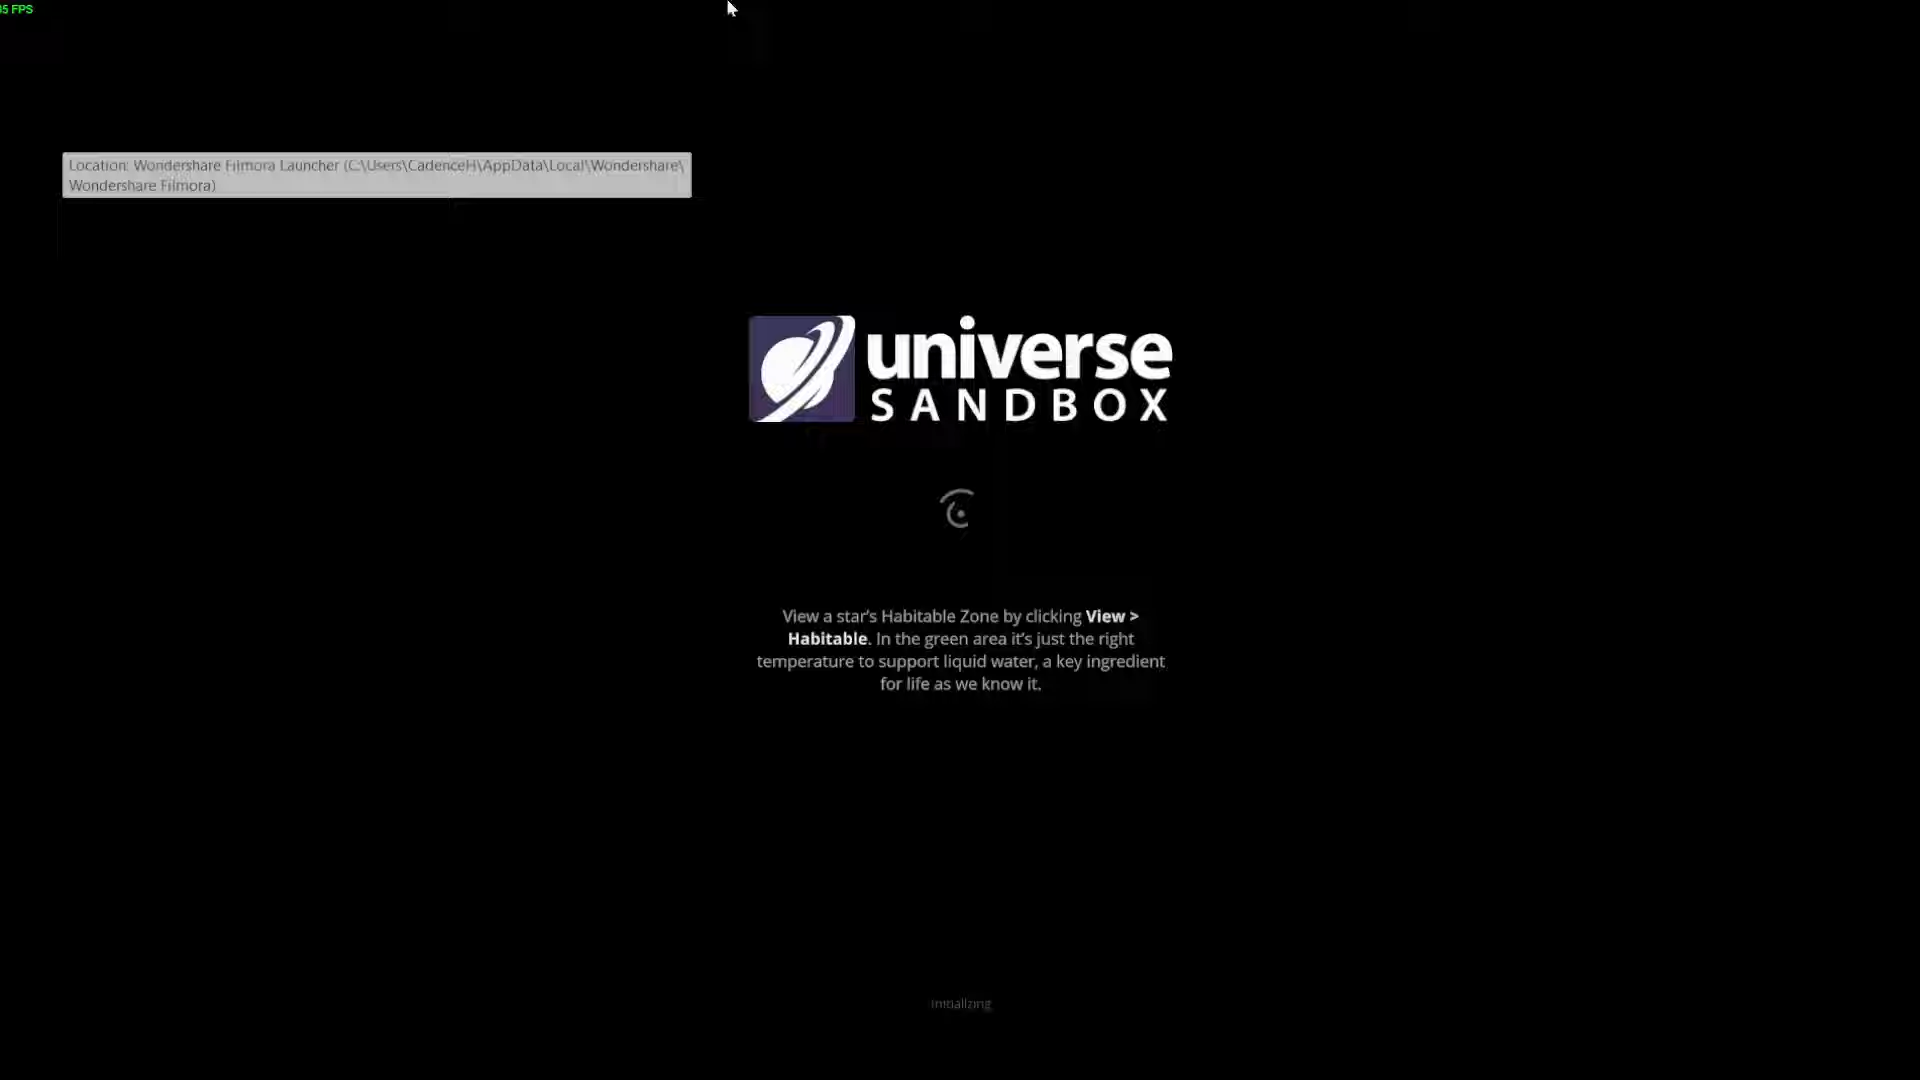 35 FPS
Location: Wondershare Filmora Launcher (C:\Users\CadenceH\AppData\Local\Wondershare\
Wondershare Filmora)
universe
SANDBOX
View a star's Habitable Zone by clicking View >
Habitable. In the green area it's just the right
temperature to support liquid water, a key ingredient
for life as we know it.
Initializing